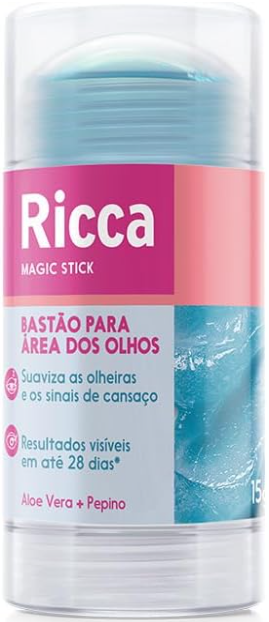 Ricca
MAGIC STICK
BASTÃO PARA
ÁREA DOS OLHOS
Suaviza as olheiras
e os sinais de cansaço
Resultados visíveis
em até 28 dias*
Aloe Vera + Pepino